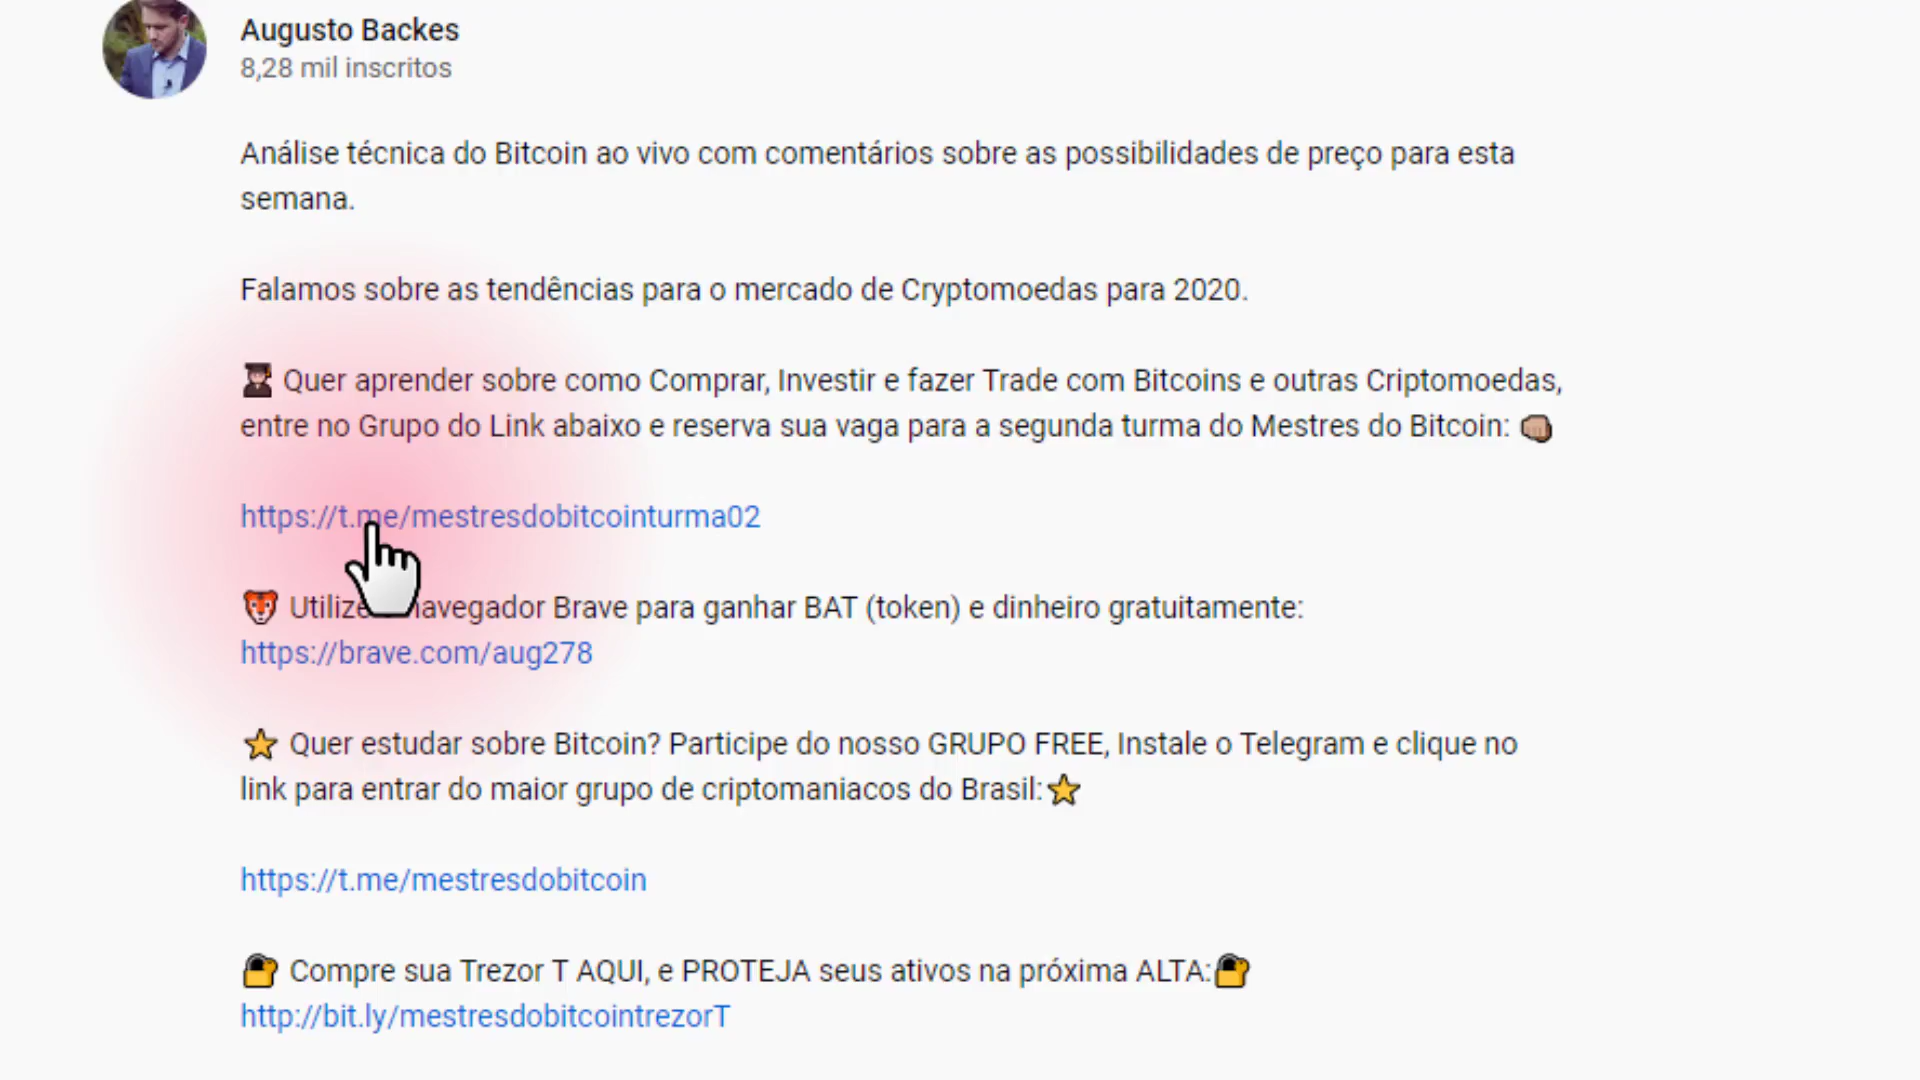 Augusto Backes
8,28 mil inscritos
Análise técnica do Bitcoin ao vivo com comentários sobre as possibilidades de preço para esta
semana.
Falamos sobre as tendências para o mercado de Cryptomoedas para 2020.
Quer aprender sobre como Comprar, Investir e fazer Trade com Bitcoins e outras Criptomoedas,
entre no Grupo do Link abaixo e reserva sua vaga para a segunda turma do Mestres do Bitcoin:
https://t.me/mestresdobitcointurma02
Utilize navegador Brave para ganhar BAT (token) e dinheiro gratuitamente:
https://brave.com/aug278
Quer estudar sobre Bitcoin? Participe do nosso GRUPO FREE, Instale o Telegram e clique no
link para entrar do maior grupo de criptomaniacos do Brasil:
https://t.me/mestresdobitcoin
Compre sua Trezor T AQUI, e PROTEJA seus ativos na próxima ALTA:
http://bit.ly/mestresdobitcointrezorT